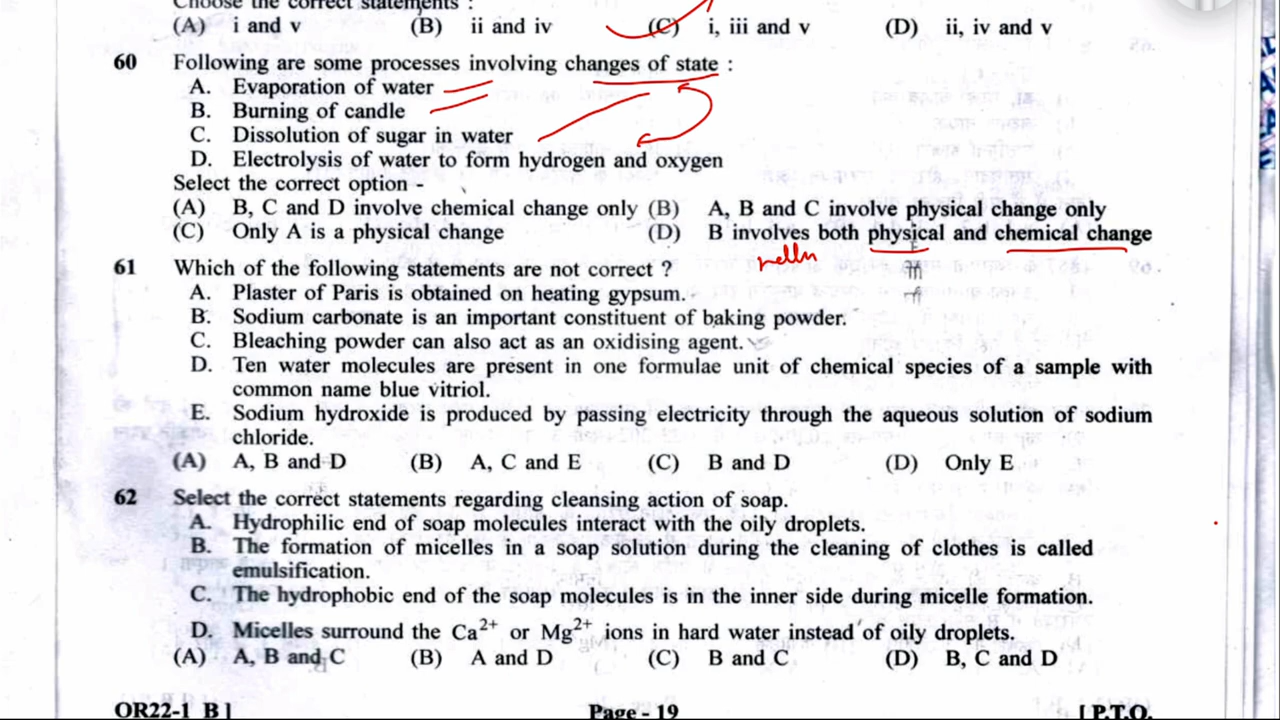 Choose the correct statements :
(A) i and v (B) ii and iv (C) i, iii and v (D) ii, iv and v
60 Following are some processes involving changes of state :
A. Evaporation of water
B. Burning of candle
C. Dissolution of sugar in water
D. Electrolysis of water to form hydrogen and oxygen
Select the correct option -
(A) B, C and D involve chemical change only (B) A, B and C involve physical change only
(C) Only A is a physical change (D) B involves both physical and chemical change
61 Which of the following statements are not correct ?
A. Plaster of Paris is obtained on heating gypsum.
B. Sodium carbonate is an important constituent of baking powder.
C. Bleaching powder can also act as an oxidising agent.
D. Ten water molecules are present in one formulae unit of chemical species of a sample with
common name blue vitriol.
E. Sodium hydroxide is produced by passing electricity through the aqueous solution of sodium
chloride.
(A) A, B and D (B) A, C and E (C) B and D (D) Only E
62 Select the correct statements regarding cleansing action of soap.
A. Hydrophilic end of soap molecules interact with the oily droplets.
B. The formation of micelles in a soap solution during the cleaning of clothes is called
emulsification.
C. The hydrophobic end of the soap molecules is in the inner side during micelle formation.
D. Micelles surround the Ca²⁺ or Mg²⁺ ions in hard water instead of oily droplets.
(A) A, B and C (B) A and D (C) B and C (D) B, C and D
OR22-1 B ] Page - 19 [ P.T.O.